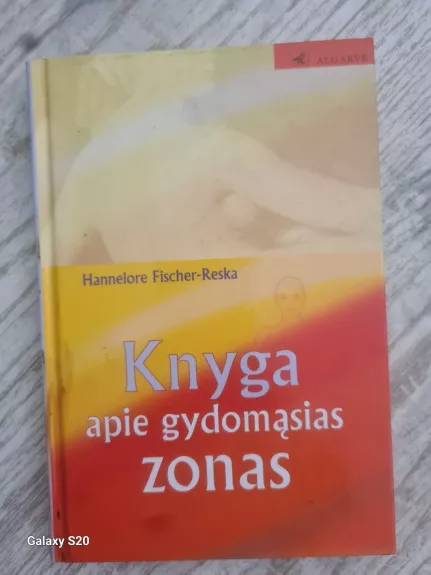 ALGARVĖ
Hannelore Fischer-Reska
Knyga
apie gydomąsias
zonas
Galaxy S20